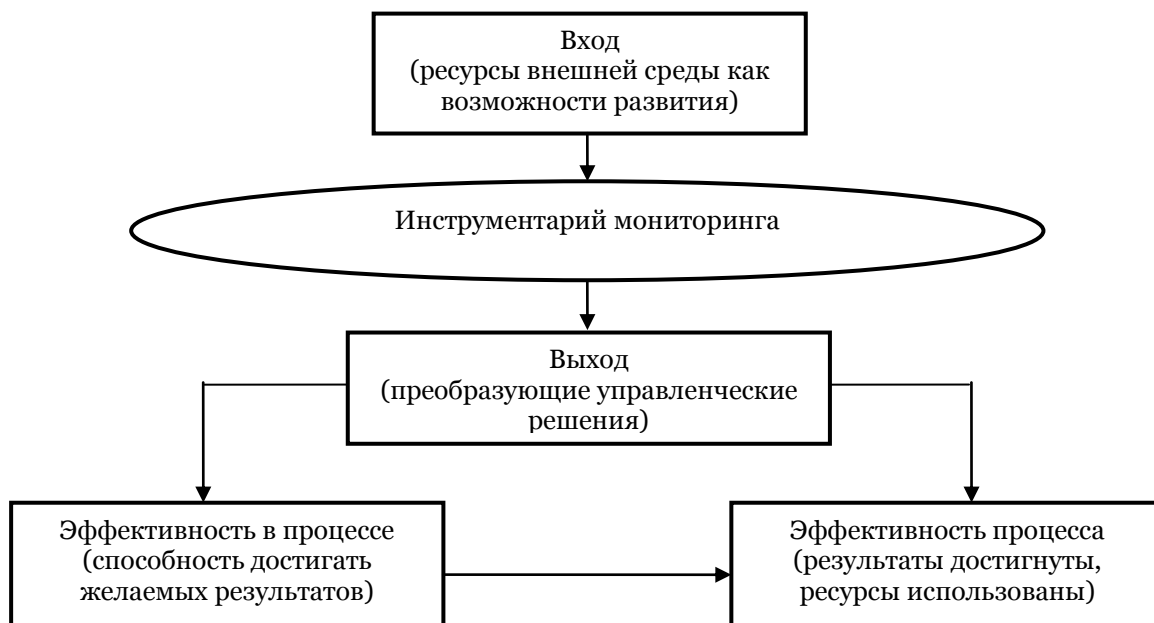 Вход
(ресурсы внешней среды как
возможности развития)
Инструментарий мониторинга
Выход
(преобразующие управленческие
решения)
Эффективность в процессе
(способность достигать
желаемых результатов)
Эффективность процесса
(результаты достигнуты,
ресурсы использованы)